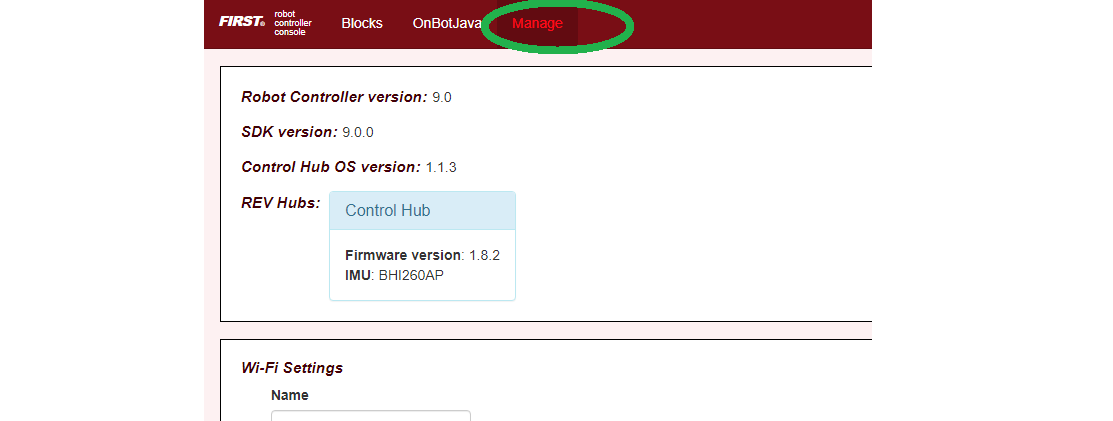 FIRST® robot controller console Blocks OnBotJava Manage
Robot Controller version: 9.0
SDK version: 9.0.0
Control Hub OS version: 1.1.3
REV Hubs: Control Hub
Firmware version: 1.8.2
IMU: BHI260AP
Wi-Fi Settings
Name